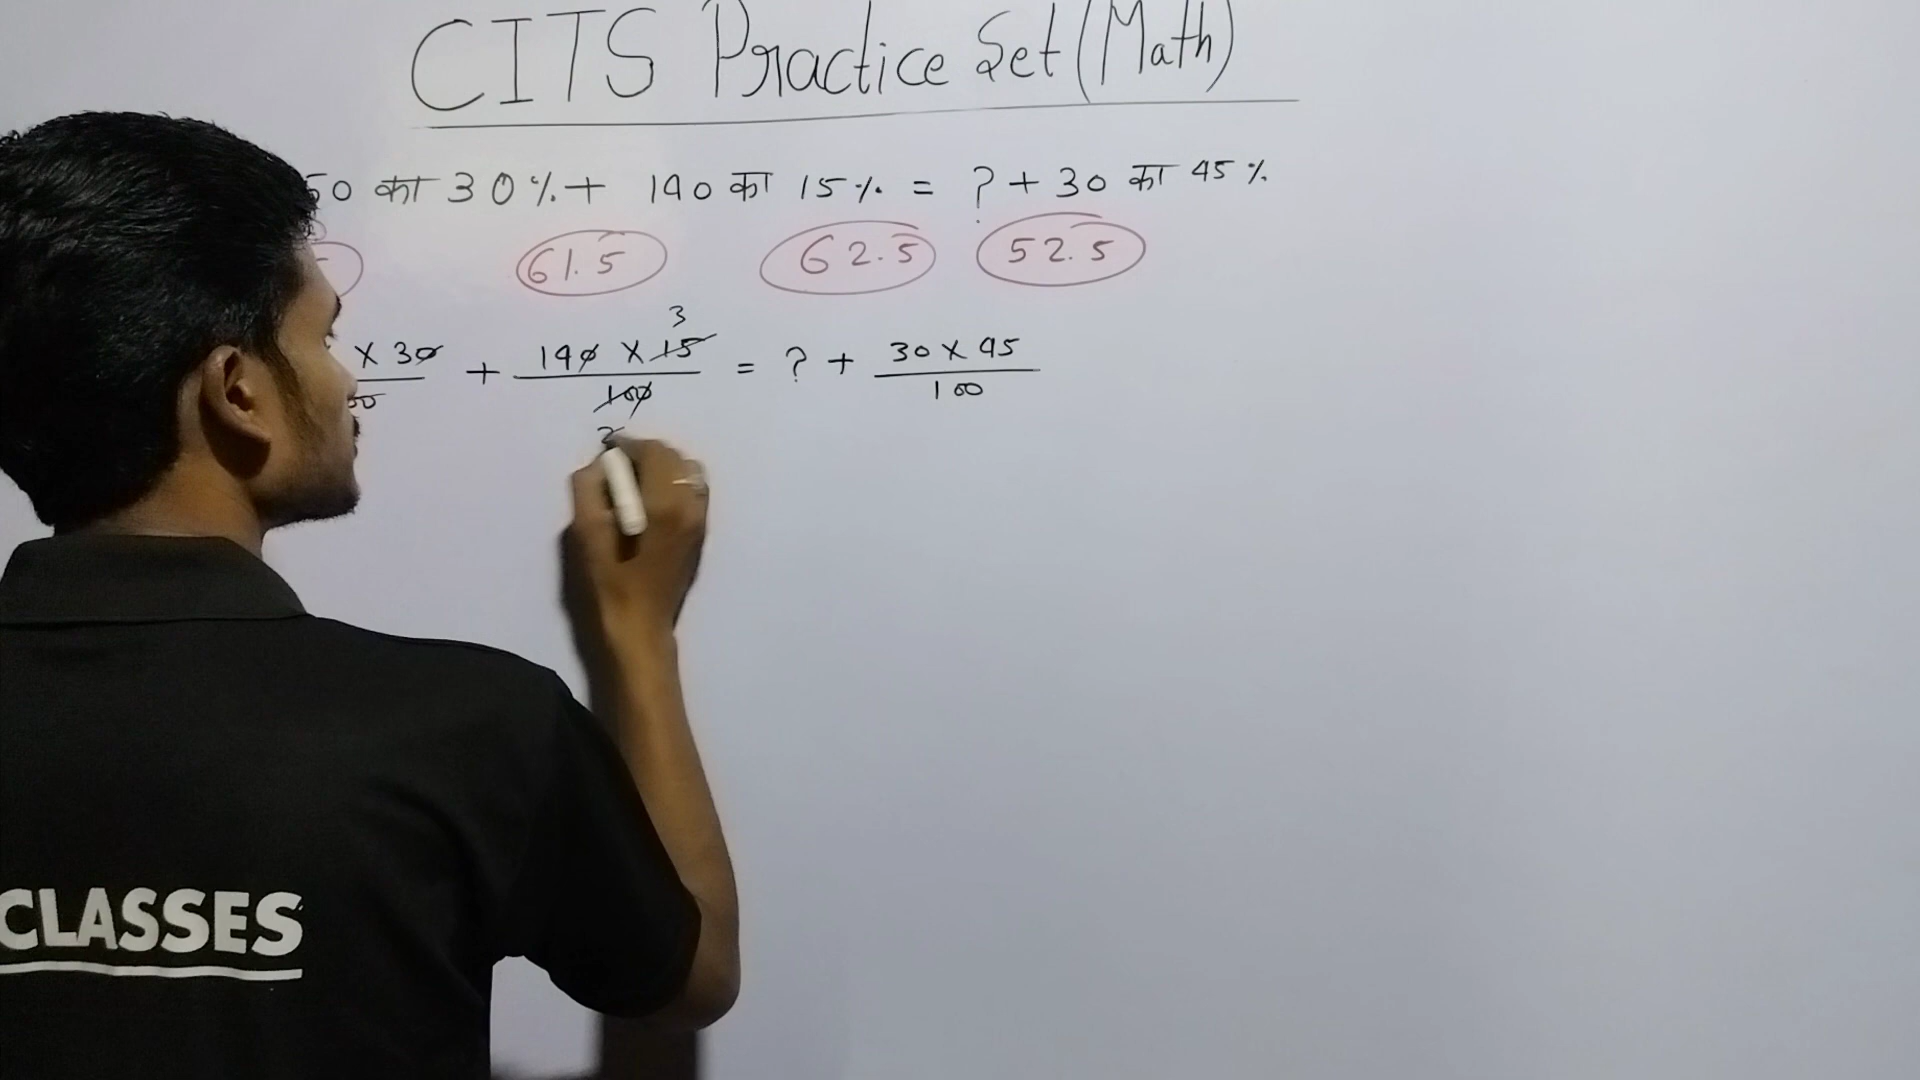 CITS Practice Set (Math)
50 का 30% + 190 का 15% = ? + 30 का 45%
61.5 62.5 52.5
3
x 30 + 190 x 15 = ? + 30 x 45
100 100
2
CLASSES